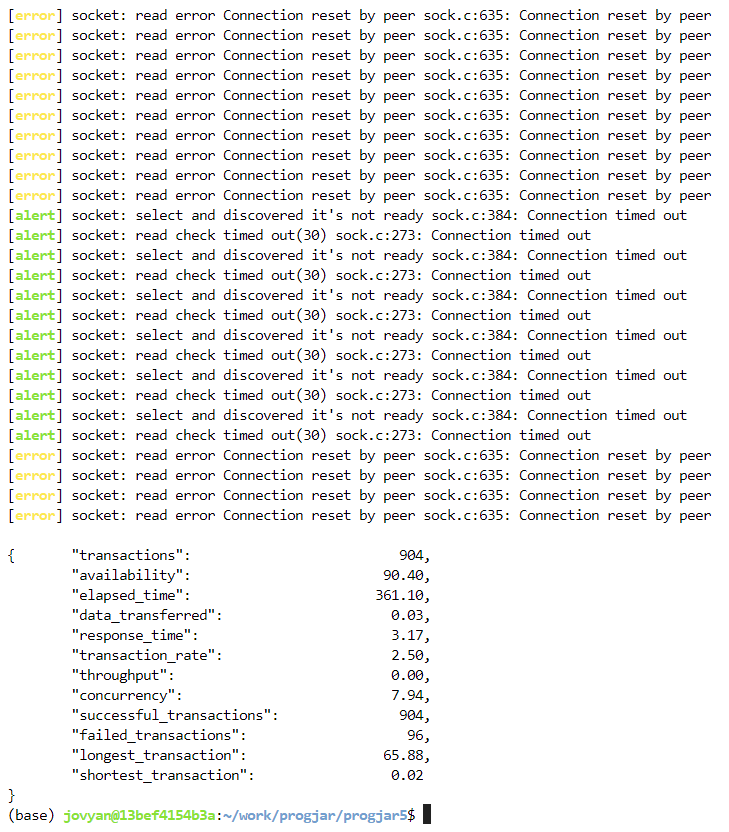 [error] socket: read error Connection reset by peer sock.c:635: Connection reset by peer
[error] socket: read error Connection reset by peer sock.c:635: Connection reset by peer
[error] socket: read error Connection reset by peer sock.c:635: Connection reset by peer
[error] socket: read error Connection reset by peer sock.c:635: Connection reset by peer
[error] socket: read error Connection reset by peer sock.c:635: Connection reset by peer
[error] socket: read error Connection reset by peer sock.c:635: Connection reset by peer
[error] socket: read error Connection reset by peer sock.c:635: Connection reset by peer
[error] socket: read error Connection reset by peer sock.c:635: Connection reset by peer
[error] socket: read error Connection reset by peer sock.c:635: Connection reset by peer
[error] socket: read error Connection reset by peer sock.c:635: Connection reset by peer
[alert] socket: select and discovered it's not ready sock.c:384: Connection timed out
[alert] socket: read check timed out(30) sock.c:273: Connection timed out
[alert] socket: select and discovered it's not ready sock.c:384: Connection timed out
[alert] socket: read check timed out(30) sock.c:273: Connection timed out
[alert] socket: select and discovered it's not ready sock.c:384: Connection timed out
[alert] socket: read check timed out(30) sock.c:273: Connection timed out
[alert] socket: select and discovered it's not ready sock.c:384: Connection timed out
[alert] socket: read check timed out(30) sock.c:273: Connection timed out
[alert] socket: select and discovered it's not ready sock.c:384: Connection timed out
[alert] socket: read check timed out(30) sock.c:273: Connection timed out
[alert] socket: select and discovered it's not ready sock.c:384: Connection timed out
[alert] socket: read check timed out(30) sock.c:273: Connection timed out
[error] socket: read error Connection reset by peer sock.c:635: Connection reset by peer
[error] socket: read error Connection reset by peer sock.c:635: Connection reset by peer
[error] socket: read error Connection reset by peer sock.c:635: Connection reset by peer
[error] socket: read error Connection reset by peer sock.c:635: Connection reset by peer
{ "transactions": 904,
"availability": 90.40,
"elapsed_time": 361.10,
"data_transferred": 0.03,
"response_time": 3.17,
"transaction_rate": 2.50,
"throughput": 0.00,
"concurrency": 7.94,
"successful_transactions": 904,
"failed_transactions": 96,
"longest_transaction": 65.88,
"shortest_transaction": 0.02
}
(base) jovyan@13bef4154b3a:~/work/progjar/progjar5$